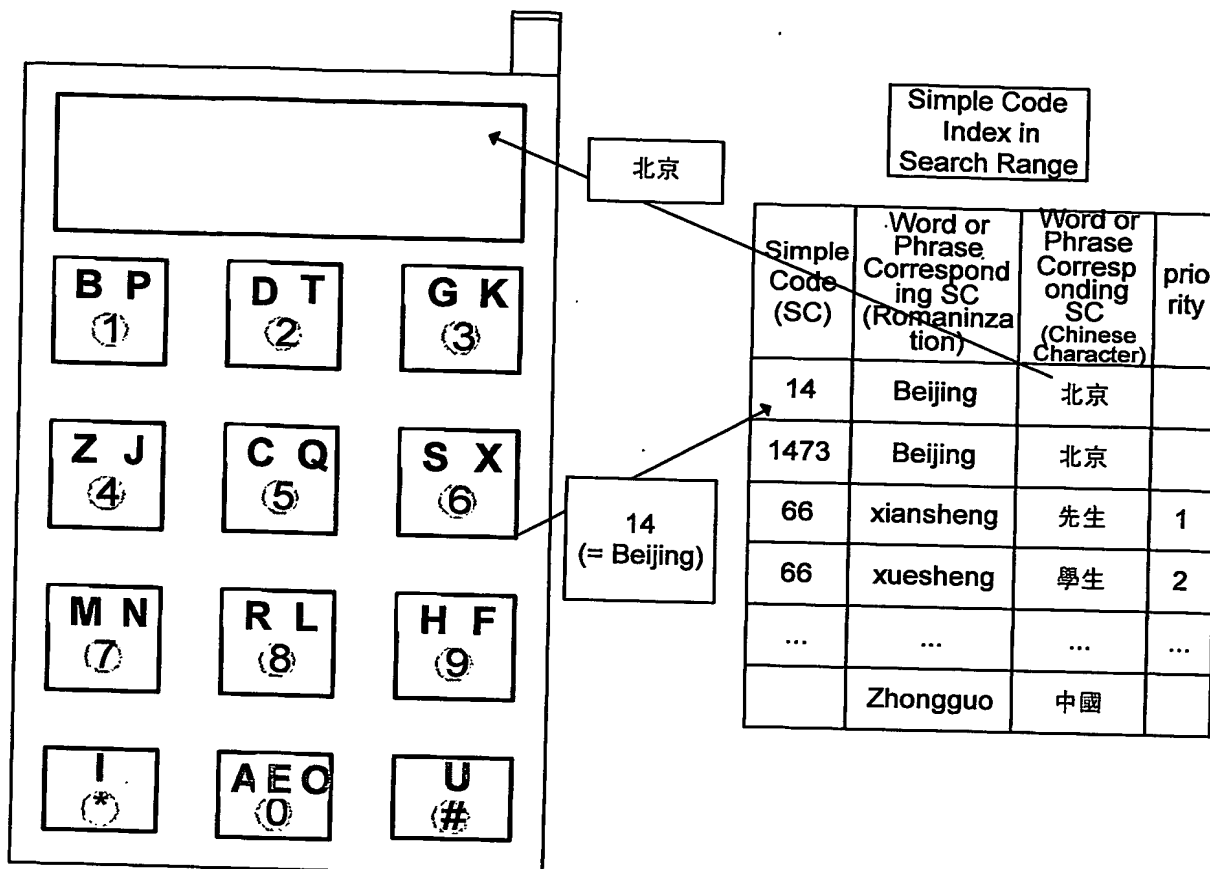 Simple Code
Index in
Search Range
北京
B P
1
D T
2
G K
3
Z J
4
C Q
5
S X
6
M N
7
R L
8
H F
9
I
*
A E O
0
U
#
14
(= Beijing)
Simple
Code
(SC)
Word or
Phrase
Correspond
ing SC
(Romaninza
tion)
Word or
Phrase
Corresp
onding
SC
(Chinese
Character)
prio
rity
14 Beijing 北京
1473 Beijing 北京
66 xiansheng 先生 1
66 xuesheng 學生 2
... ... ... ...
Zhongguo 中國